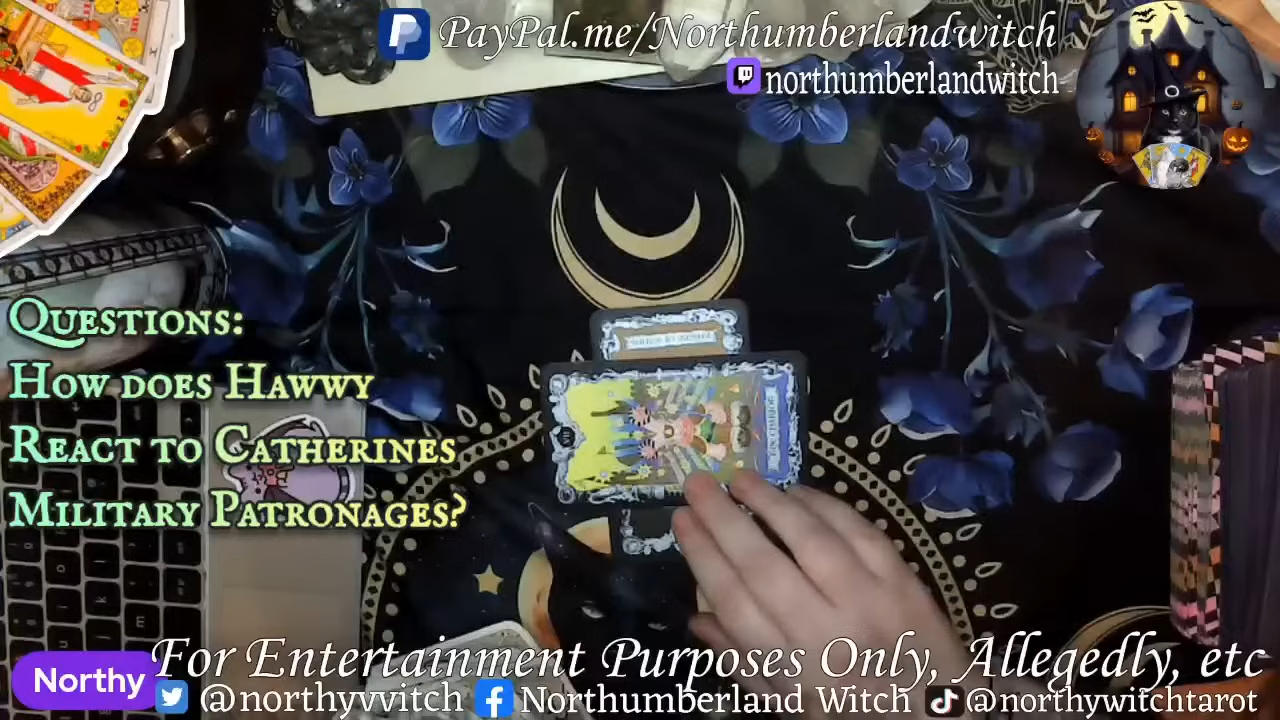 PayPal.me/Northumberlandwitch
northumberlandwitch
Questions:
How does Hawwy
React to Catherines
Military Patronages?
For Entertainment Purposes Only, Allegedly, etc
Northy
@northyvvitch
Northumberland Witch
@northywitchtarot